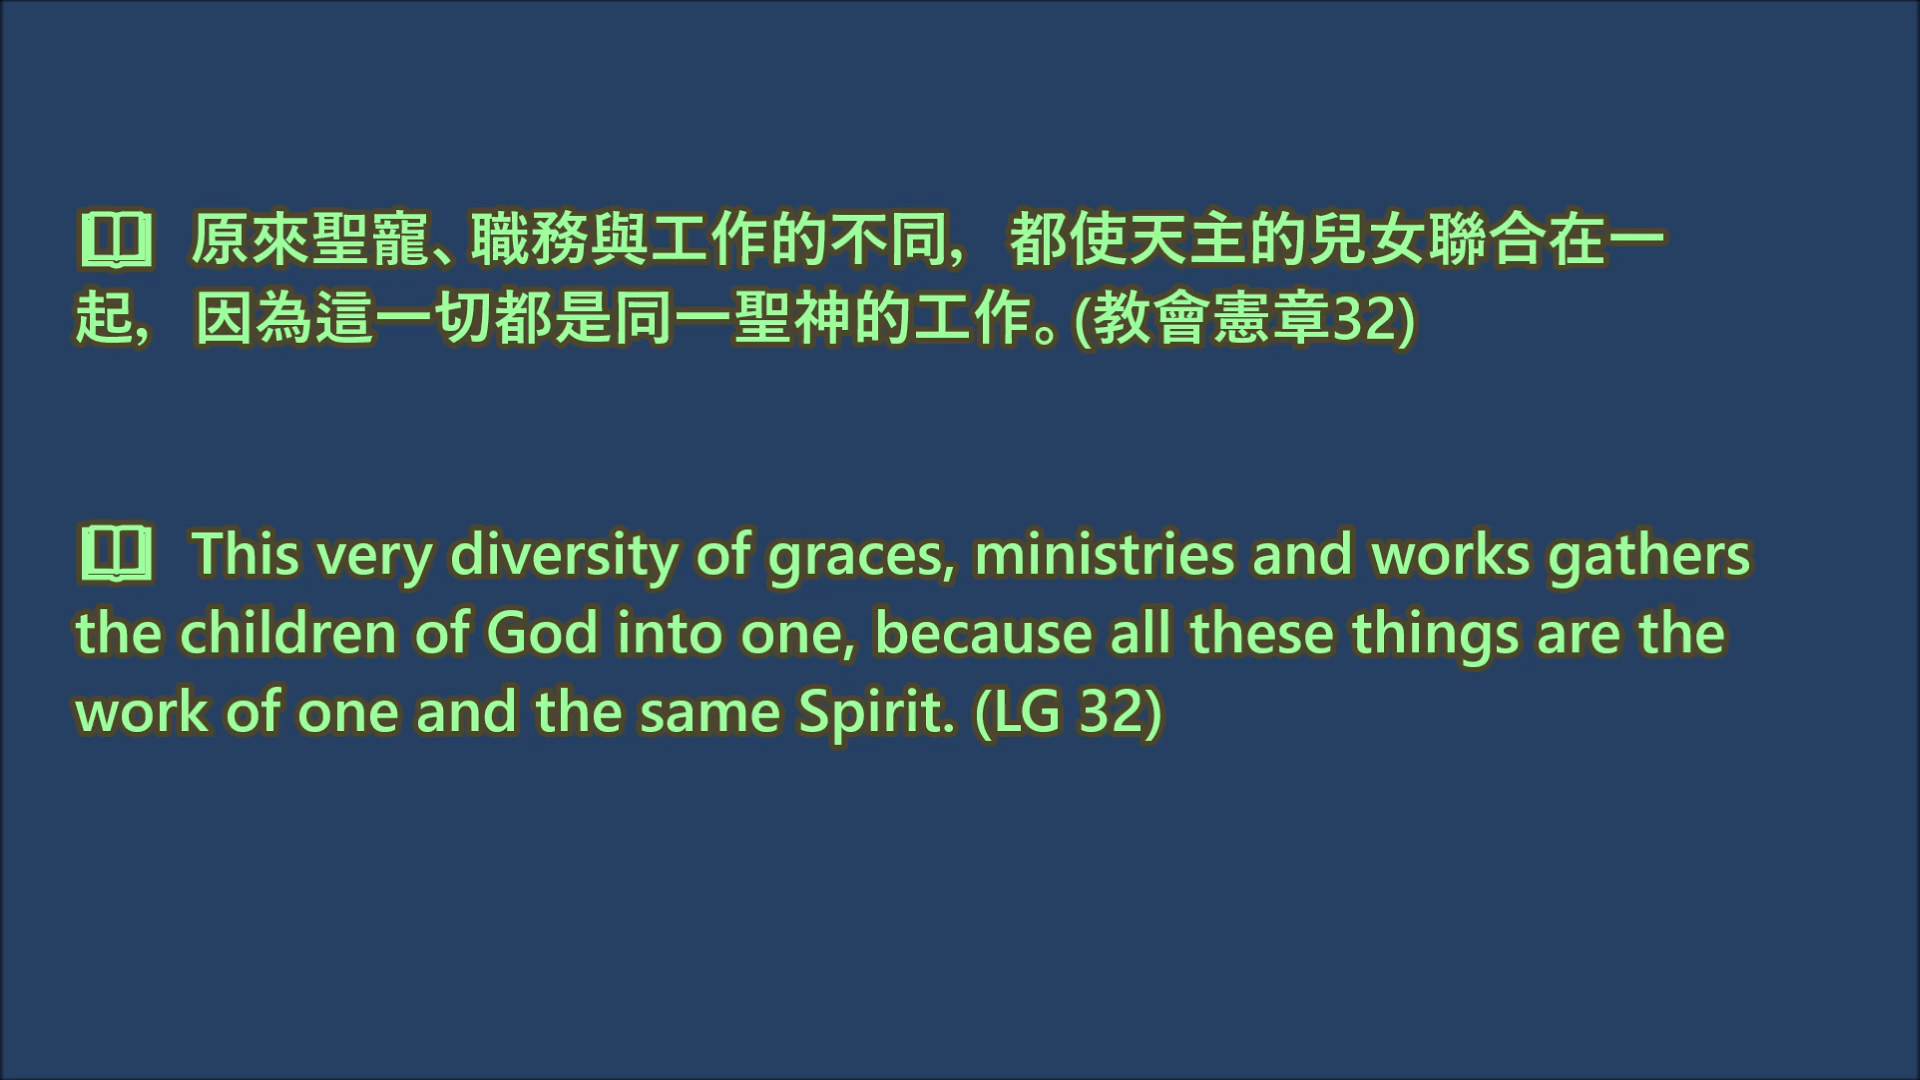 🕮 原來聖寵、職務與工作的不同, 都使天主的兒女聯合在一
起, 因為這一切都是同一聖神的工作。(教會憲章32)
🕮 This very diversity of graces, ministries and works gathers
the children of God into one, because all these things are the
work of one and the same Spirit. (LG 32)